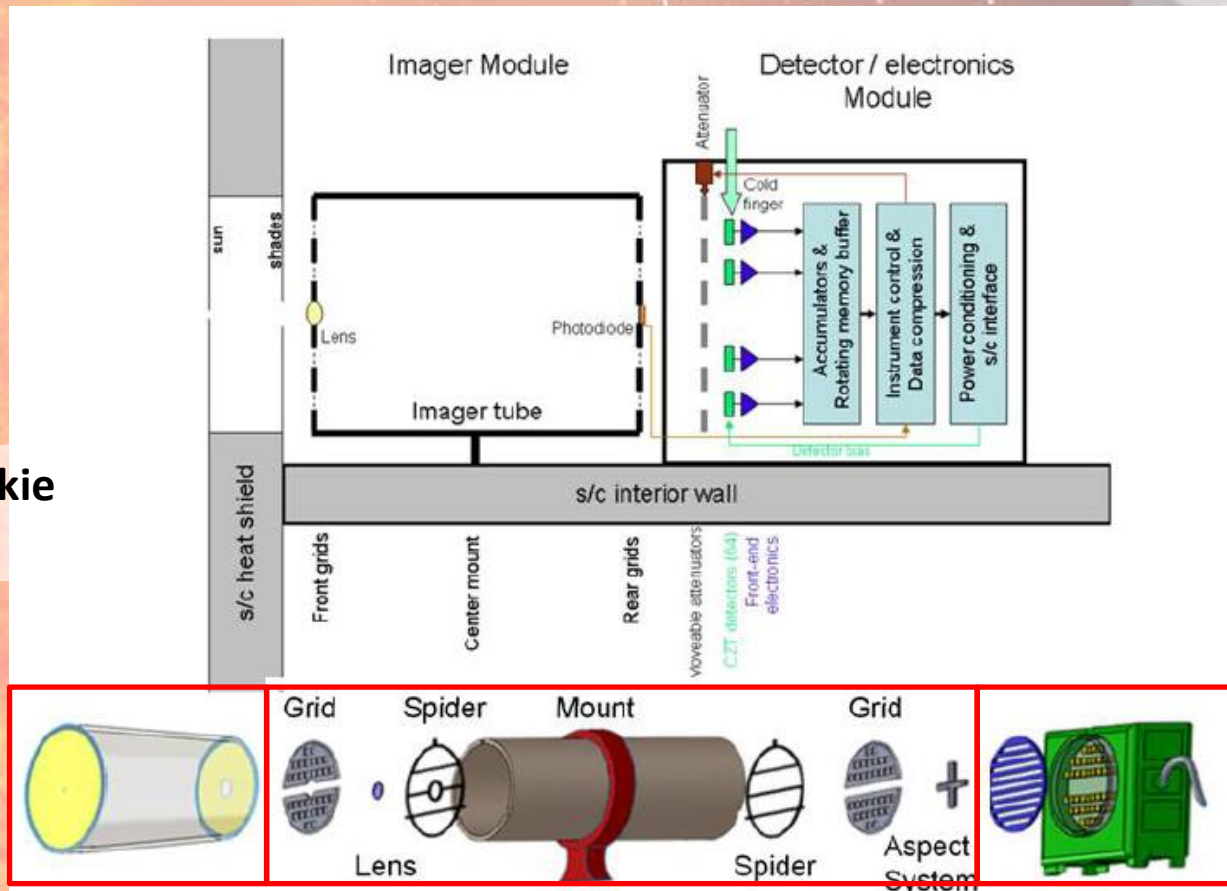 Imager Module
Detector / electronics
Module
Attenuator
Cold
finger
sun
shades
Lens
Photodiode
Accumulators &
Rotating memory buffer
Instrument control &
Data compression
Power conditioning &
s/c interface
Imager tube
Detector bias
kie
s/c interior wall
s/c heat shield
Front grids
Center mount
Rear grids
Moveable attenuators
CZT detectors (64)
Front-end
electronics
Grid
Spider
Mount
Grid
Lens
Spider
Aspect
System